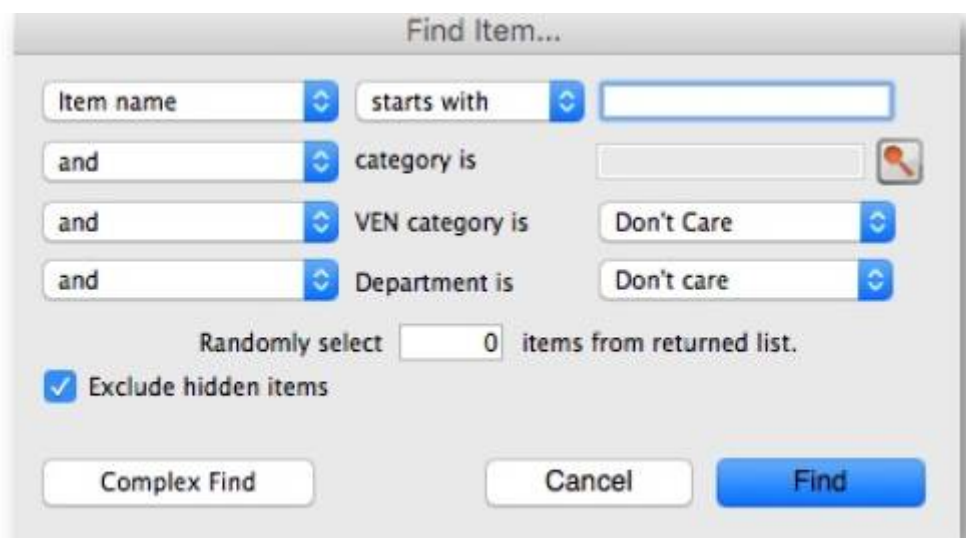 Find Item...
Item name starts with
and category is
and VEN category is Don't Care
and Department is Don't care
Randomly select 0 items from returned list.
Exclude hidden items
Complex Find Cancel Find